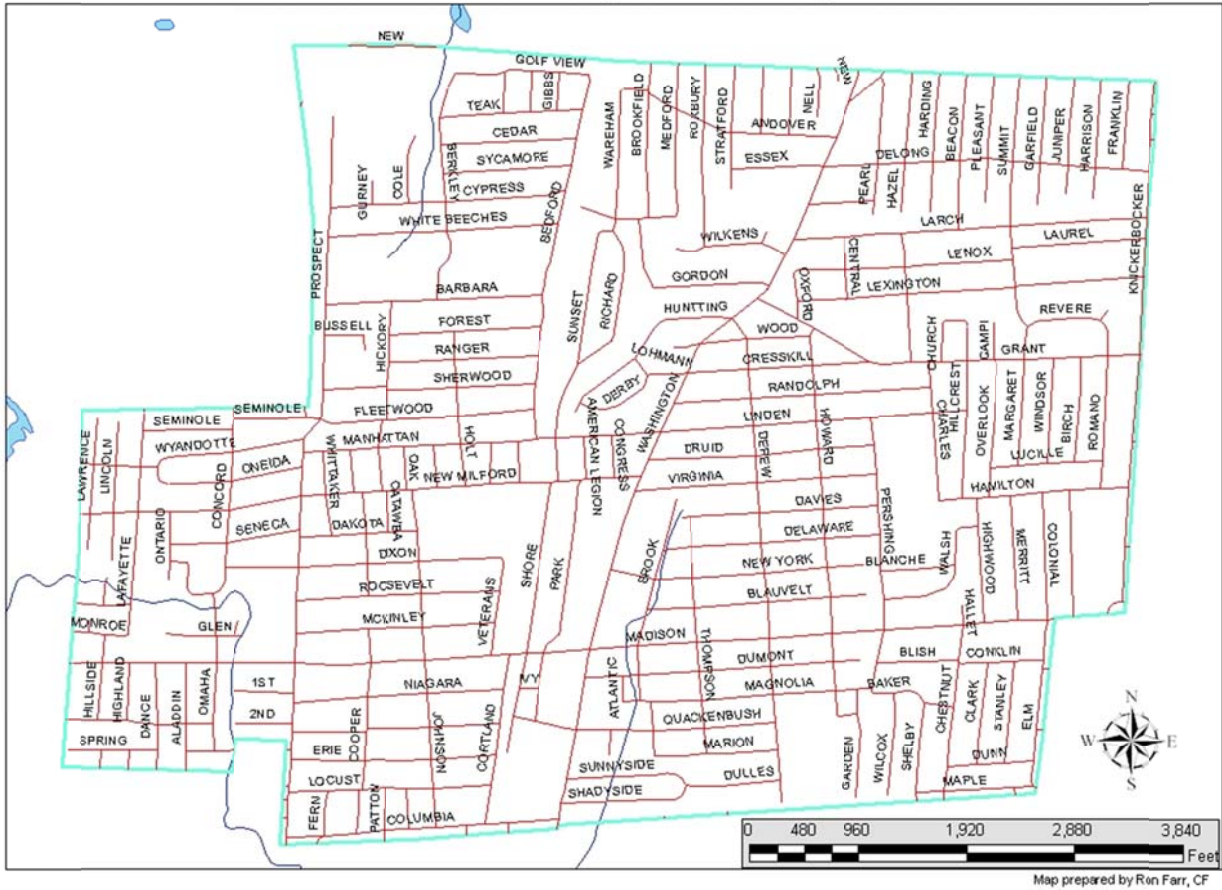 NEW
GOLF VIEW
GIBBS
TEAK
CEDAR
SYCAMORE
BERKLEY
CYPRESS
WHITE BEECHES
BEDFORD
GURNEY
COLE
WAREHAM
BROOKFIELD
MEDFORD
ROXBURY
STRATFORD
NELL
NEW
ANDOVER
ESSEX
DELONG
PEARL
HAZEL
HARDING
BEACON
PLEASANT
SUMMIT
GARFIELD
JUNIPER
HARRISON
FRANKLIN
KNICKERBOCKER
LARCH
LAUREL
LENOX
LEXINGTON
CENTRAL
OXFORD
WILKENS
GORDON
HUNTTING
PROSPECT
BARBARA
BUSSELL
HICKORY
FOREST
RANGER
SHERWOOD
FLEETWOOD
SUNSET
RICHARD
LOHMANN
DERBY
WASHINGTON
WOOD
CRESSKILL
RANDOLPH
LINDEN
DRUID
VIRGINIA
DEPEW
HOWARD
REVERE
GRANT
CHURCH
CAMPI
HILLCREST
CHARLES
OVERLOOK
MARGARET
WINDSOR
BIRCH
ROMANO
LUCILLE
HAMILTON
SEMINOLE
SEMINOLE
WYANDOTTE
ONEIDA
LAWRENCE
LINCOLN
CONCORD
WHITTAKER
MANHATTAN
OAK
HOLT
NEW MILFORD
CATAWBA
AMERICAN LEGION
CONGRESS
ONTARIO
SENECA
DAKOTA
DIXON
LAFAYETTE
ROOSEVELT
MCKINLEY
VETERANS
SHORE
PARK
BROOK
DAVIES
DELAWARE
NEW YORK
BLAUVELT
PERSHING
BLANCHE
WALSH
HIGHWOOD
MERRITT
COLONIAL
HALLET
MONROE
GLEN
MADISON
THOMPSON
DUMONT
MAGNOLIA
BLISH
CONKLIN
BAKER
HILLSIDE
HIGHLAND
DANCE
ALADDIN
OMAHA
1ST
2ND
NIAGARA
IVY
ATLANTIC
QUACKENBUSH
MARION
SPRING
ERIE
COOPER
JOHNSON
CORTLAND
LOCUST
FERN
PATTON
COLUMBIA
SUNNYSIDE
SHADYSIDE
DULLES
GARDEN
WILCOX
SHELBY
CHESTNUT
CLARK
STANLEY
ELM
DUNN
MAPLE
N
W E
S
0 480 960 1,920 2,880 3,840
Feet
Map prepared by Ron Farr, CF